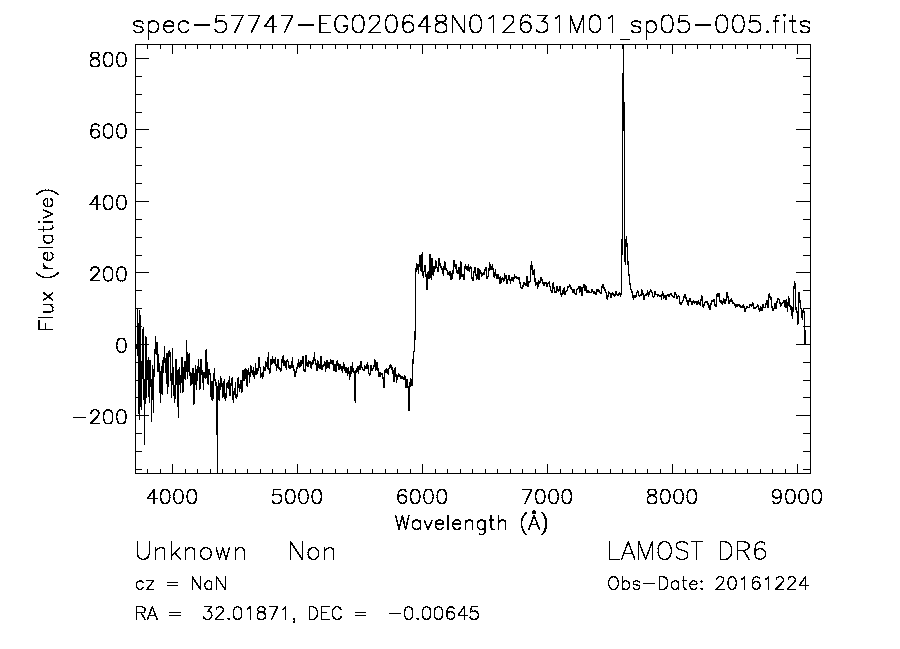 spec-57747-EG020648N012631M01_sp05-005.fits
800
600
400
200
0
-200
Flux (relative)
4000 5000 6000 7000 8000 9000
Wavelength (Å)
Unknown Non LAMOST DR6
cz = NaN Obs-Date: 20161224
RA = 32.01871, DEC = -0.00645